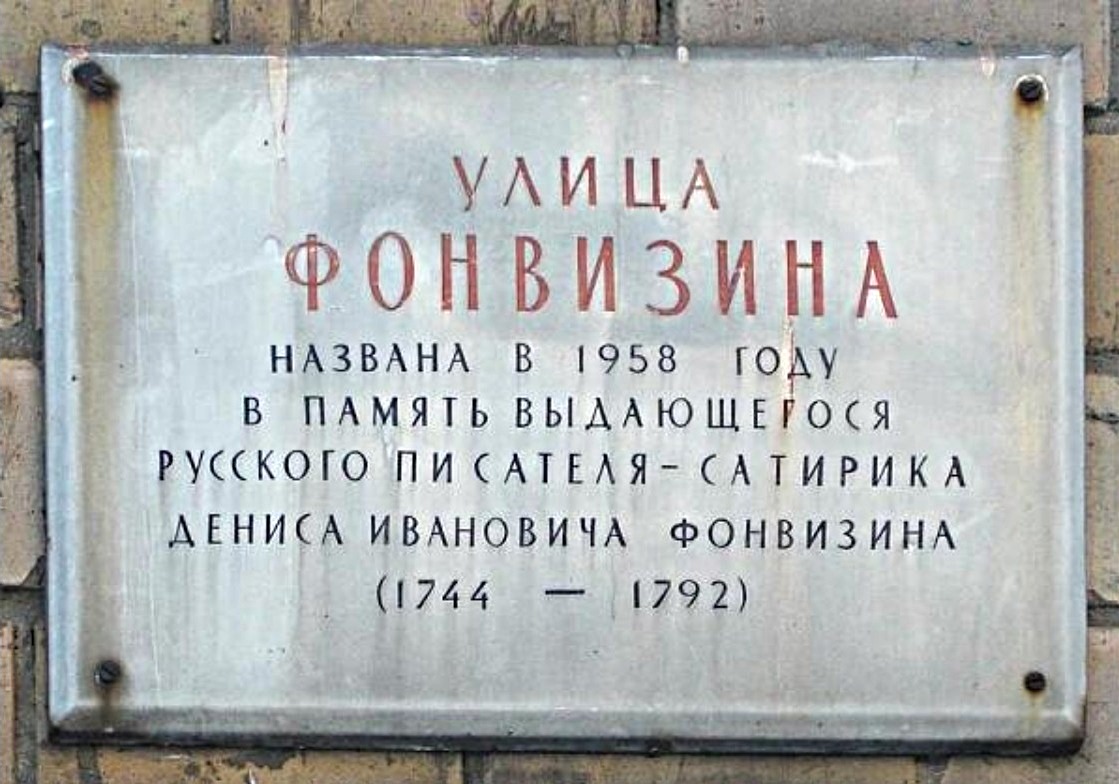 УЛИЦА
ФОНВИЗИНА
НАЗВАНА В 1958 ГОДУ
В ПАМЯТЬ ВЫДАЮЩЕГОСЯ
РУССКОГО ПИСАТЕЛЯ-САТИРИКА
ДЕНИСА ИВАНОВИЧА ФОНВИЗИНА
(1744 — 1792)